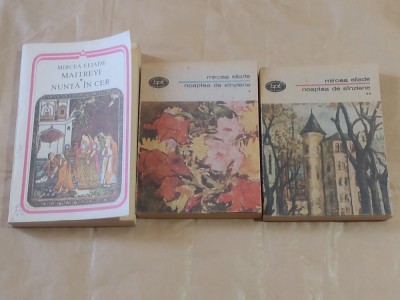 MIRCEA ELIADE
MAITREYI
*
NUNTĂ ÎN CER
bpt
mircea eliade
noaptea de sînziene
*
bpt
mircea eliade
noaptea de sînziene
**